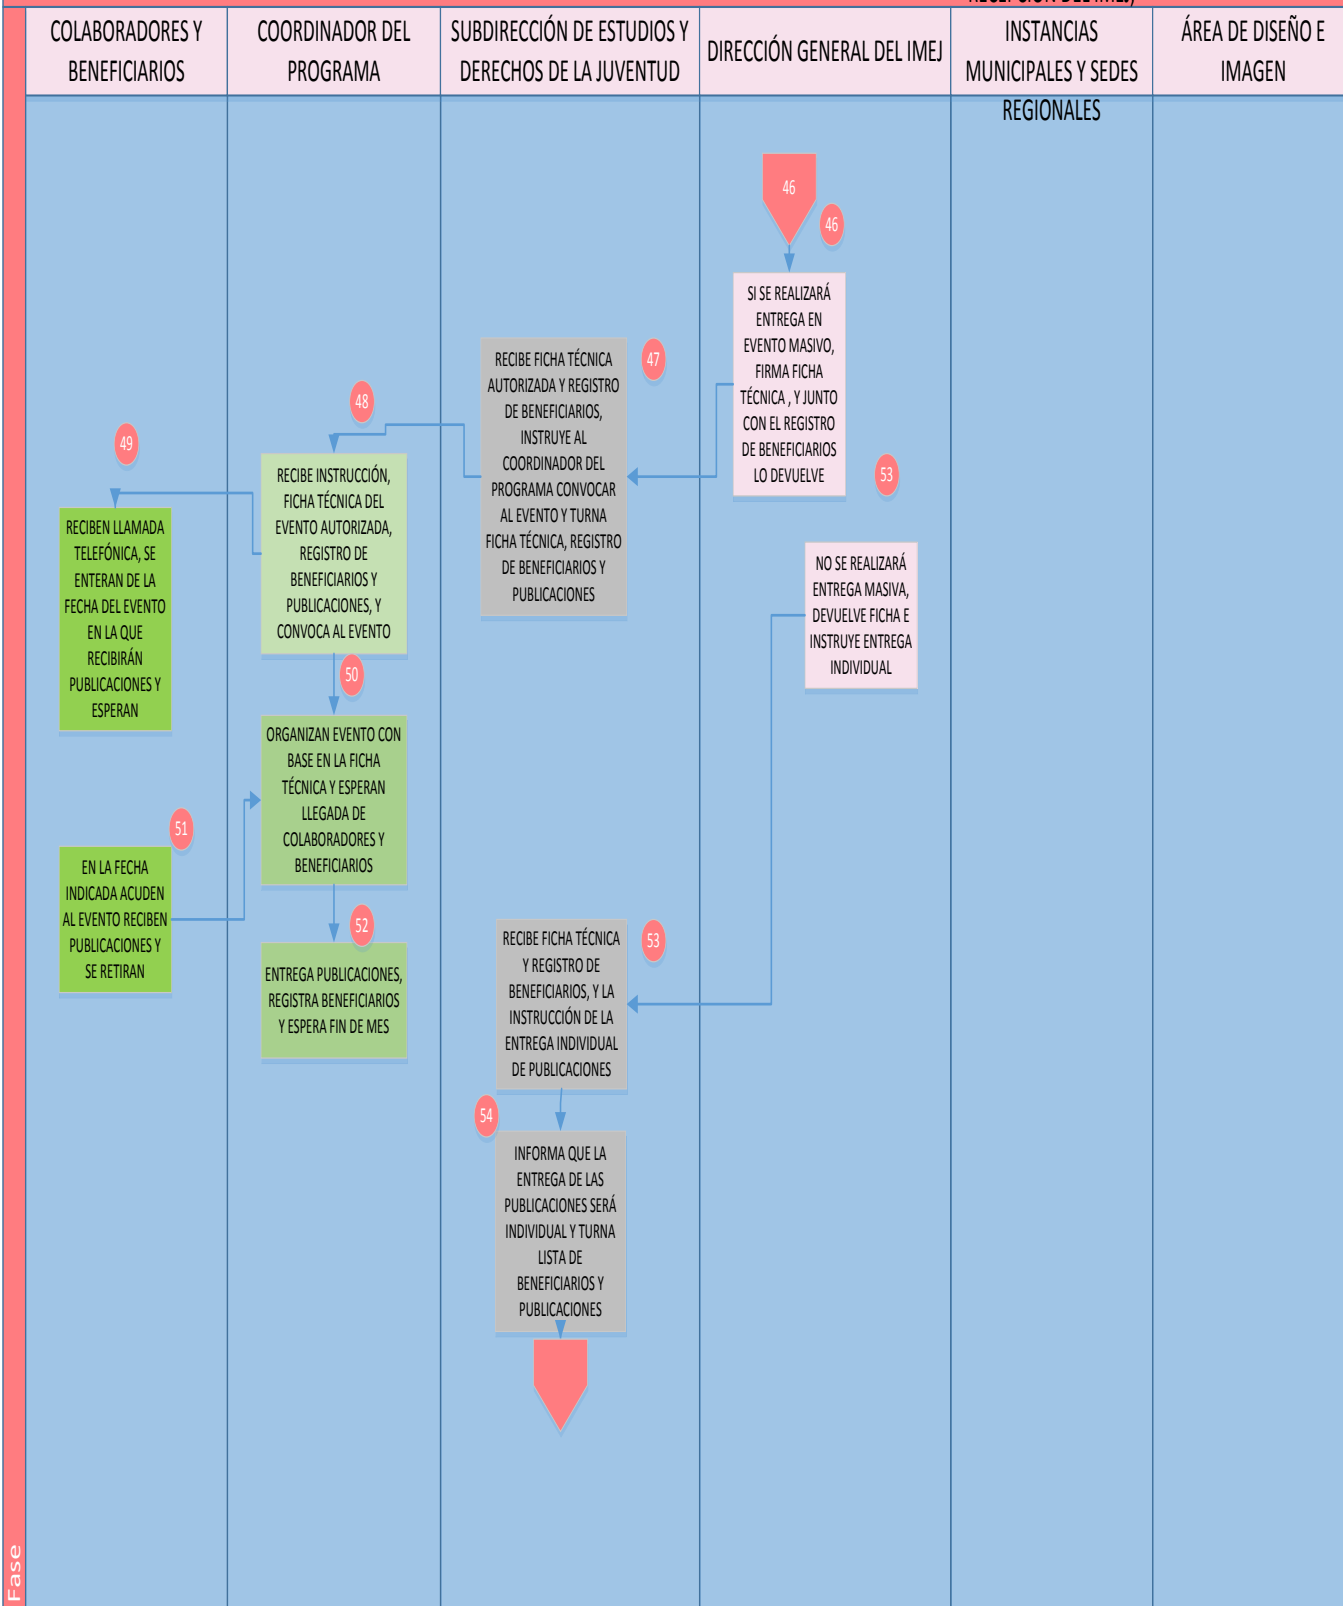 RECEPCIÓN DEL IMEJ)
COLABORADORES Y
BENEFICIARIOS
COORDINADOR DEL
PROGRAMA
SUBDIRECCIÓN DE ESTUDIOS Y
DERECHOS DE LA JUVENTUD
DIRECCIÓN GENERAL DEL IMEJ
INSTANCIAS
MUNICIPALES Y SEDES
REGIONALES
ÁREA DE DISEÑO E
IMAGEN
46
46
SI SE REALIZARÁ
ENTREGA EN
EVENTO MASIVO,
FIRMA FICHA
TÉCNICA , Y JUNTO
CON EL REGISTRO
DE BENEFICIARIOS
LO DEVUELVE
47
RECIBE FICHA TÉCNICA
AUTORIZADA Y REGISTRO
DE BENEFICIARIOS,
INSTRUYE AL
COORDINADOR DEL
PROGRAMA CONVOCAR
AL EVENTO Y TURNA
FICHA TÉCNICA, REGISTRO
DE BENEFICIARIOS Y
PUBLICACIONES
48
RECIBE INSTRUCCIÓN,
FICHA TÉCNICA DEL
EVENTO AUTORIZADA,
REGISTRO DE
BENEFICIARIOS Y
PUBLICACIONES, Y
CONVOCA AL EVENTO
49
RECIBEN LLAMADA
TELEFÓNICA, SE
ENTERAN DE LA
FECHA DEL EVENTO
EN LA QUE
RECIBIRÁN
PUBLICACIONES Y
ESPERAN
50
ORGANIZAN EVENTO CON
BASE EN LA FICHA
TÉCNICA Y ESPERAN
LLEGADA DE
COLABORADORES Y
BENEFICIARIOS
51
EN LA FECHA
INDICADA ACUDEN
AL EVENTO RECIBEN
PUBLICACIONES Y
SE RETIRAN
52
ENTREGA PUBLICACIONES,
REGISTRA BENEFICIARIOS
Y ESPERA FIN DE MES
53
NO SE REALIZARÁ
ENTREGA MASIVA,
DEVUELVE FICHA E
INSTRUYE ENTREGA
INDIVIDUAL
53
RECIBE FICHA TÉCNICA
Y REGISTRO DE
BENEFICIARIOS, Y LA
INSTRUCCIÓN DE LA
ENTREGA INDIVIDUAL
DE PUBLICACIONES
54
INFORMA QUE LA
ENTREGA DE LAS
PUBLICACIONES SERÁ
INDIVIDUAL Y TURNA
LISTA DE
BENEFICIARIOS Y
PUBLICACIONES
Fase